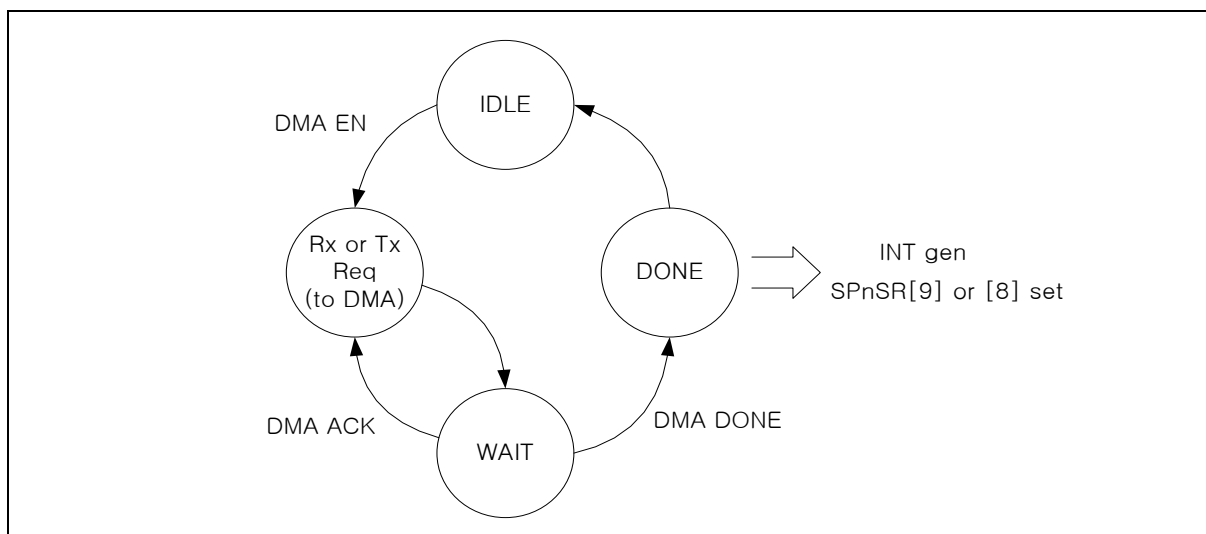 IDLE
DMA EN
Rx or Tx
Req
(to DMA)
DONE
INT gen
SPnSR[9] or [8] set
DMA ACK
DMA DONE
WAIT